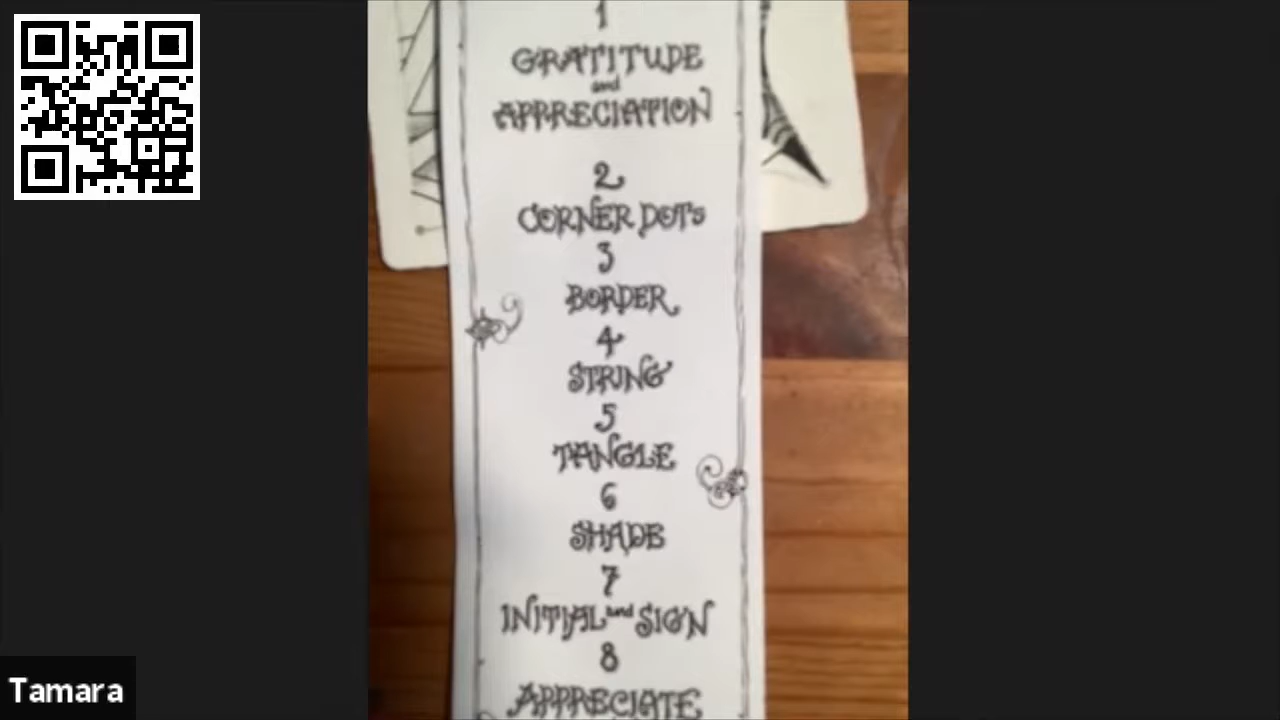 1
GRATITUDE
and
APPRECIATION
2
CORNER DOTS
3
BORDER
4
STRING
5
TANGLE
6
SHADE
7
INITIAL and SIGN
8
APPRECIATE
Tamara